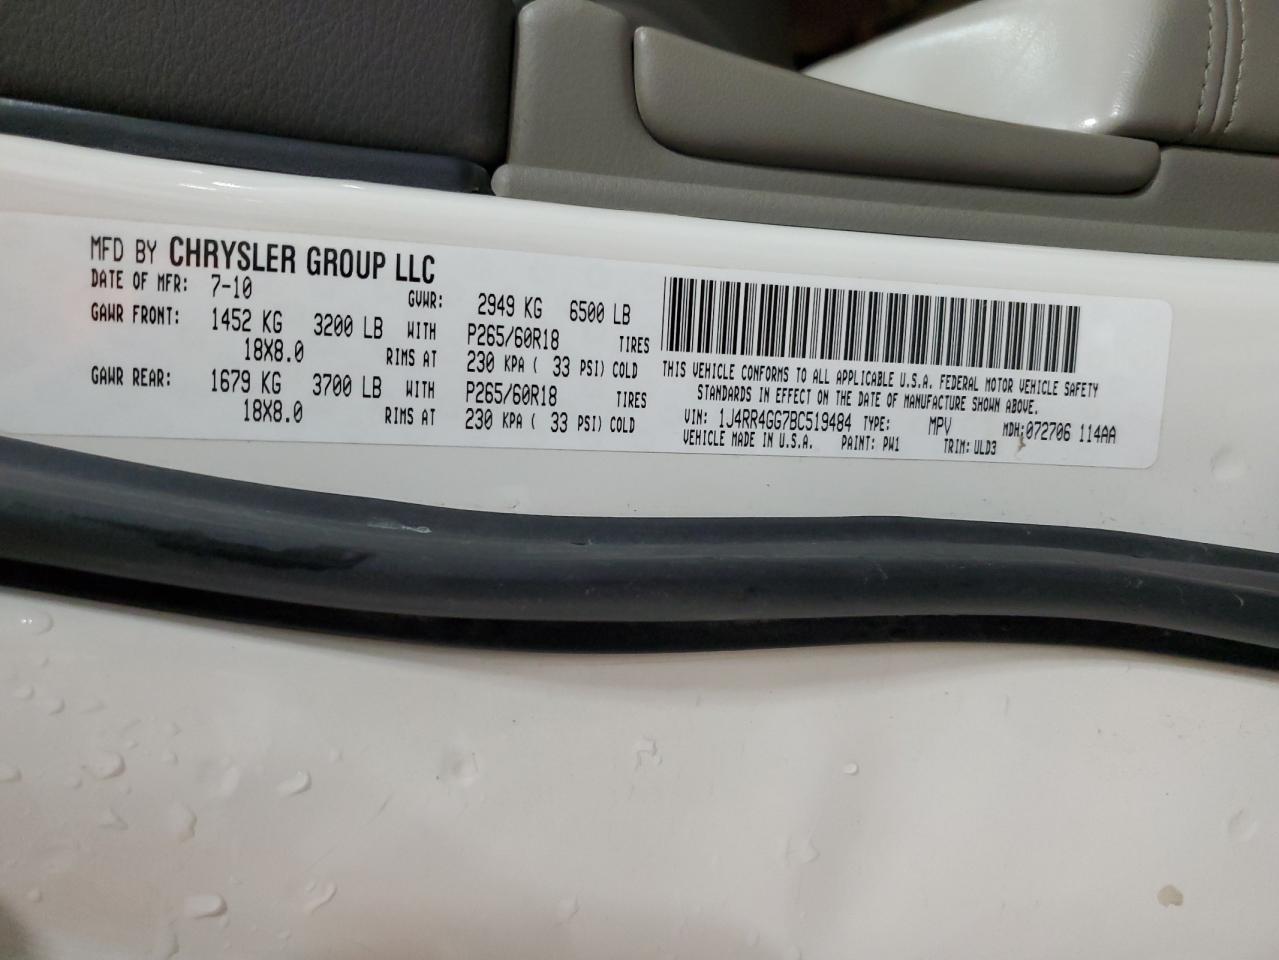 MFD BY CHRYSLER GROUP LLC
DATE OF MFR: 7-10 GVWR: 2949 KG 6500 LB
GAWR FRONT: 1452 KG 3200 LB WITH P265/60R18 TIRES
18X8.0 RIMS AT 230 KPA ( 33 PSI) COLD
GAWR REAR: 1679 KG 3700 LB WITH P265/60R18 TIRES
18X8.0 RIMS AT 230 KPA ( 33 PSI) COLD
THIS VEHICLE CONFORMS TO ALL APPLICABLE U.S.A. FEDERAL MOTOR VEHICLE SAFETY
STANDARDS IN EFFECT ON THE DATE OF MANUFACTURE SHOWN ABOVE.
VIN: 1J4RR4GG7BC519484 TYPE: MPV MDH:072706 114AA
VEHICLE MADE IN U.S.A. PAINT: PW1 TRIM: ULD3